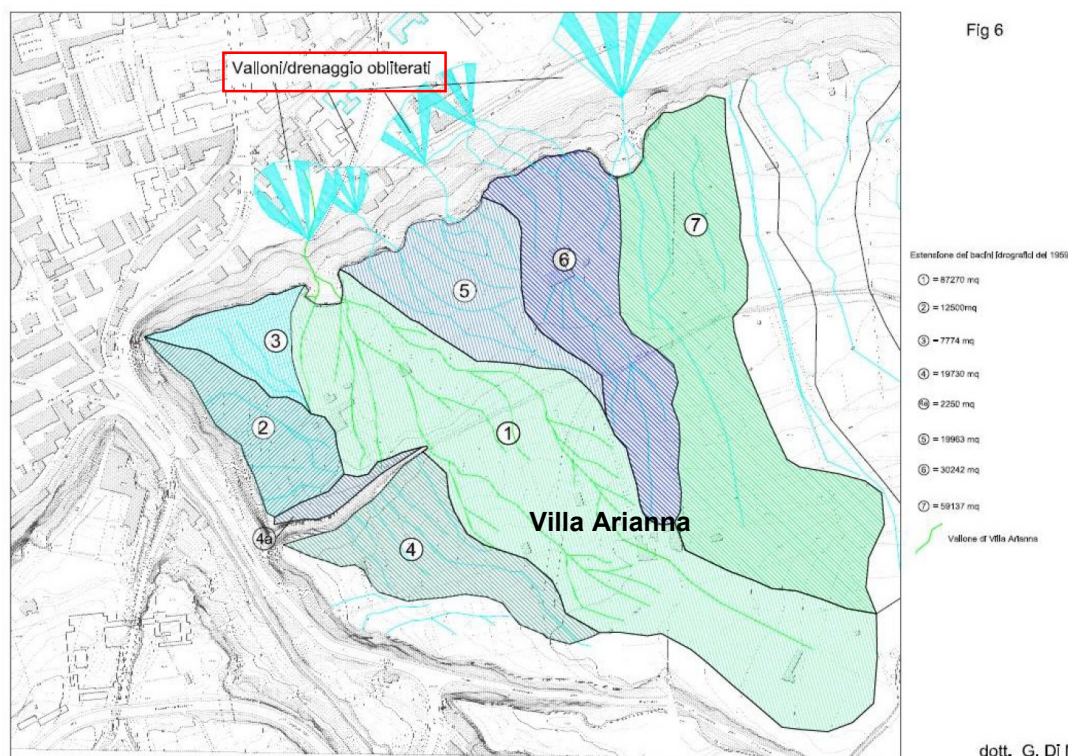 Fig 6
Valloni/drenaggio obliterati
7
6
5
3
2
1
Villa Arianna
4a
4
Estensione dei bacini idrografici del 1959
1 = 87270 mq
2 = 12500mq
3 = 7774 mq
4 = 19730 mq
4a = 2250 mq
5 = 19963 mq
6 = 30242 mq
7 = 59137 mq
Vallone di Villa Arianna
dott. G. Di